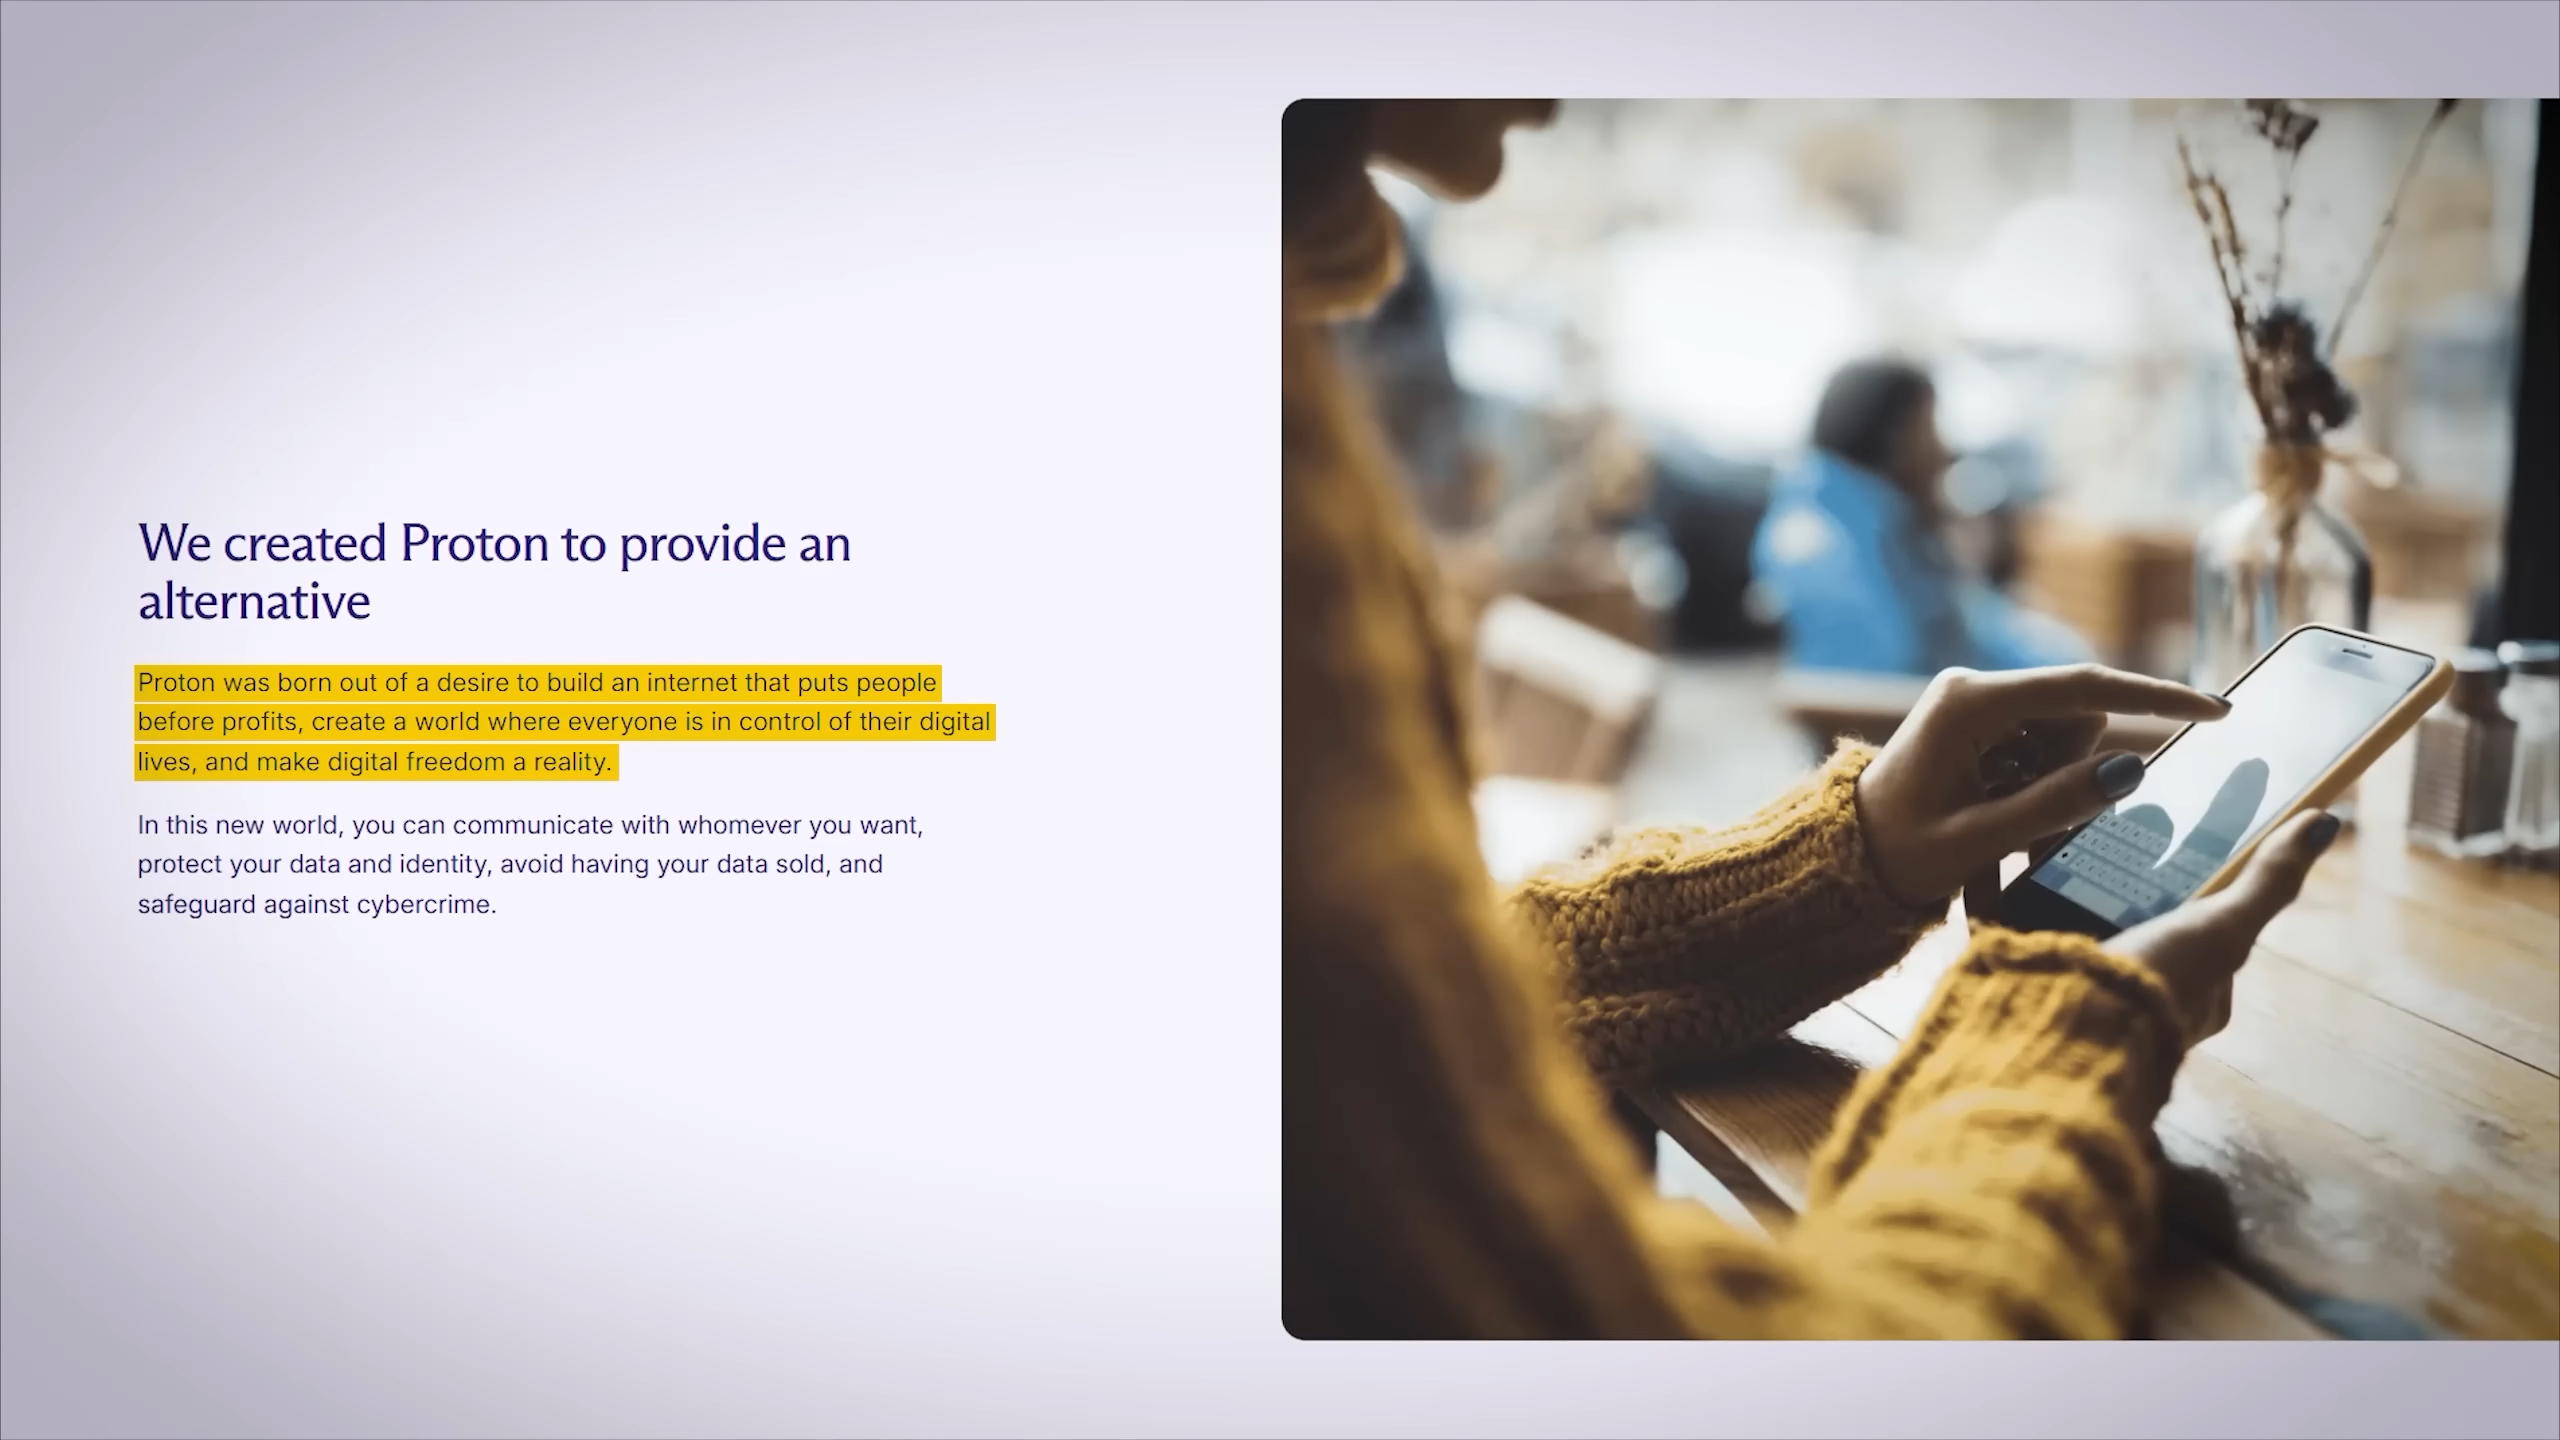 We created Proton to provide an
alternative
Proton was born out of a desire to build an internet that puts people
before profits, create a world where everyone is in control of their digital
lives, and make digital freedom a reality.
In this new world, you can communicate with whomever you want,
protect your data and identity, avoid having your data sold, and
safeguard against cybercrime.